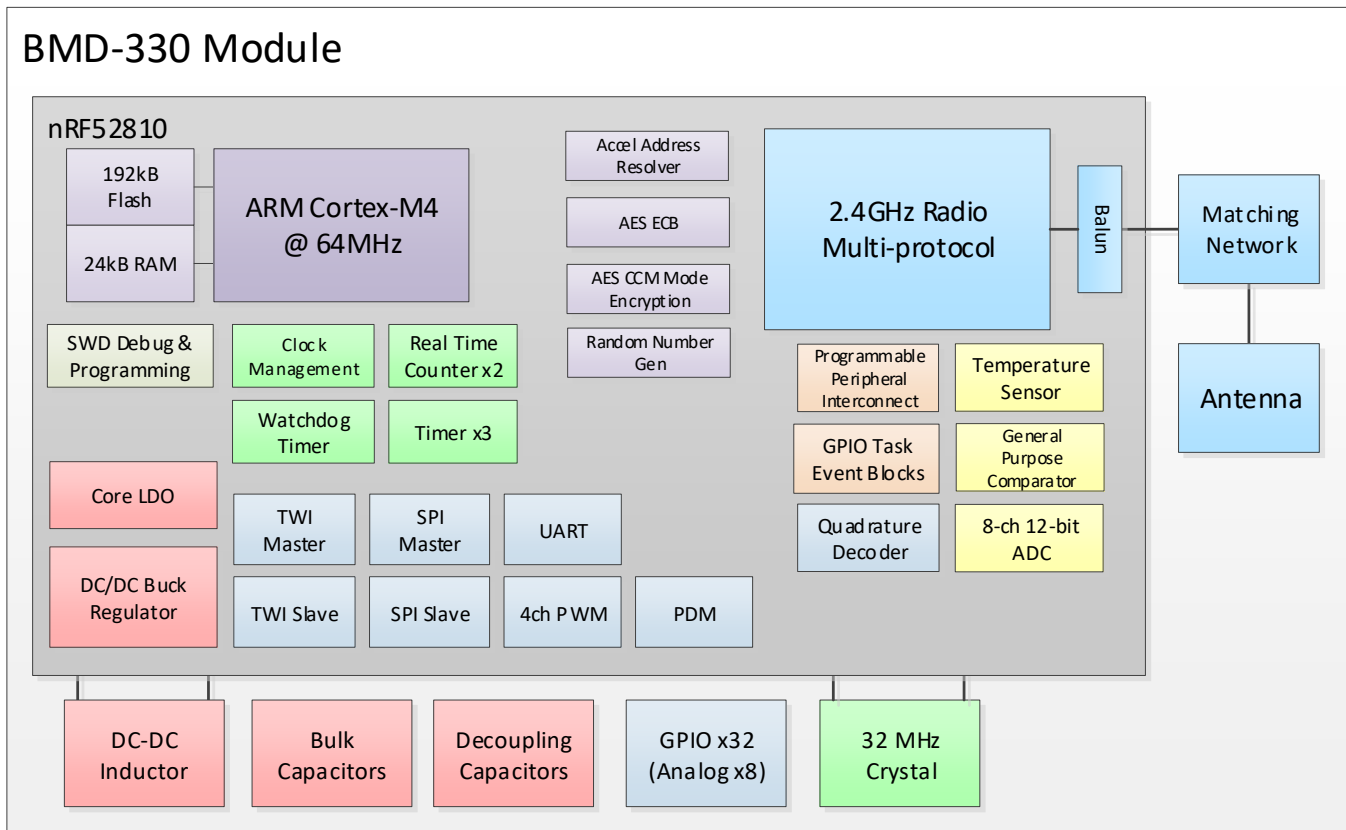 BMD-330 Module
nRF52810
192kB
Flash
24kB RAM
ARM Cortex-M4
@ 64MHz
Accel Address
Resolver
AES ECB
AES CCM Mode
Encryption
Random Number
Gen
2.4GHz Radio
Multi-protocol
Balun
Matching
Network
Antenna
SWD Debug &
Programming
Clock
Management
Real Time
Counter x2
Watchdog
Timer
Timer x3
Programmable
Peripheral
Interconnect
Temperature
Sensor
GPIO Task
Event Blocks
General
Purpose
Comparator
Quadrature
Decoder
8-ch 12-bit
ADC
Core LDO
DC/DC Buck
Regulator
TWI
Master
SPI
Master
UART
TWI Slave
SPI Slave
4ch PWM
PDM
DC-DC
Inductor
Bulk
Capacitors
Decoupling
Capacitors
GPIO x32
(Analog x8)
32 MHz
Crystal